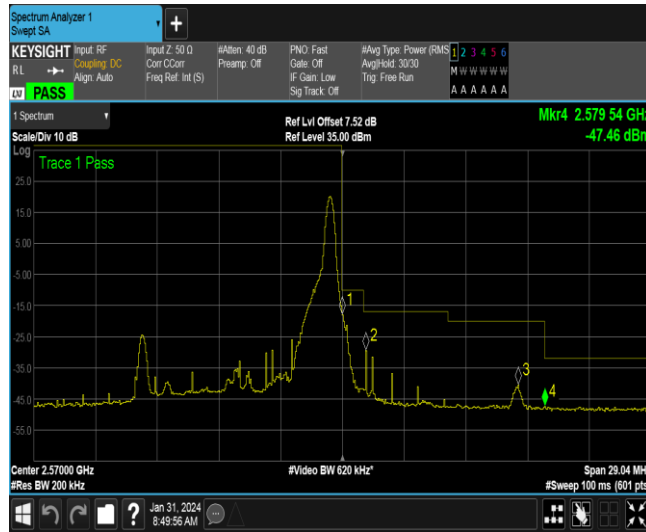 Spectrum Analyzer 1
Swept SA
KEYSIGHT
RL
LXI PASS
Input: RF
Coupling: DC
Align: Auto
Input Z: 50 Ω
Corr CCorr
Freq Ref: Int (S)
#Atten: 40 dB
Preamp: Off
PNO: Fast
Gate: Off
IF Gain: Low
Sig Track: Off
#Avg Type: Power (RMS
Avg|Hold: 30/30
Trig: Free Run
1 2 3 4 5 6
M W W W W W
A A A A A A
1 Spectrum
Scale/Div 10 dB
Ref Lvl Offset 7.52 dB
Ref Level 35.00 dBm
Mkr4 2.579 54 GHz
-47.46 dBm
Log
Trace 1 Pass
25.0
15.0
5.00
-5.00
-15.0
-25.0
-35.0
-45.0
-55.0
1
2
3
4
Center 2.57000 GHz
#Res BW 200 kHz
#Video BW 620 kHz*
Span 29.04 MH
#Sweep 100 ms (601 pts
?
Jan 31, 2024
8:49:56 AM